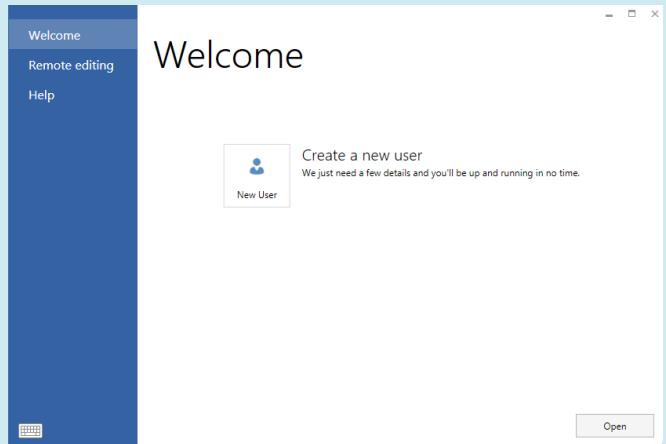 Welcome
Remote editing
Help
Welcome
Create a new user
We just need a few details and you'll be up and running in no time.
New User
Open